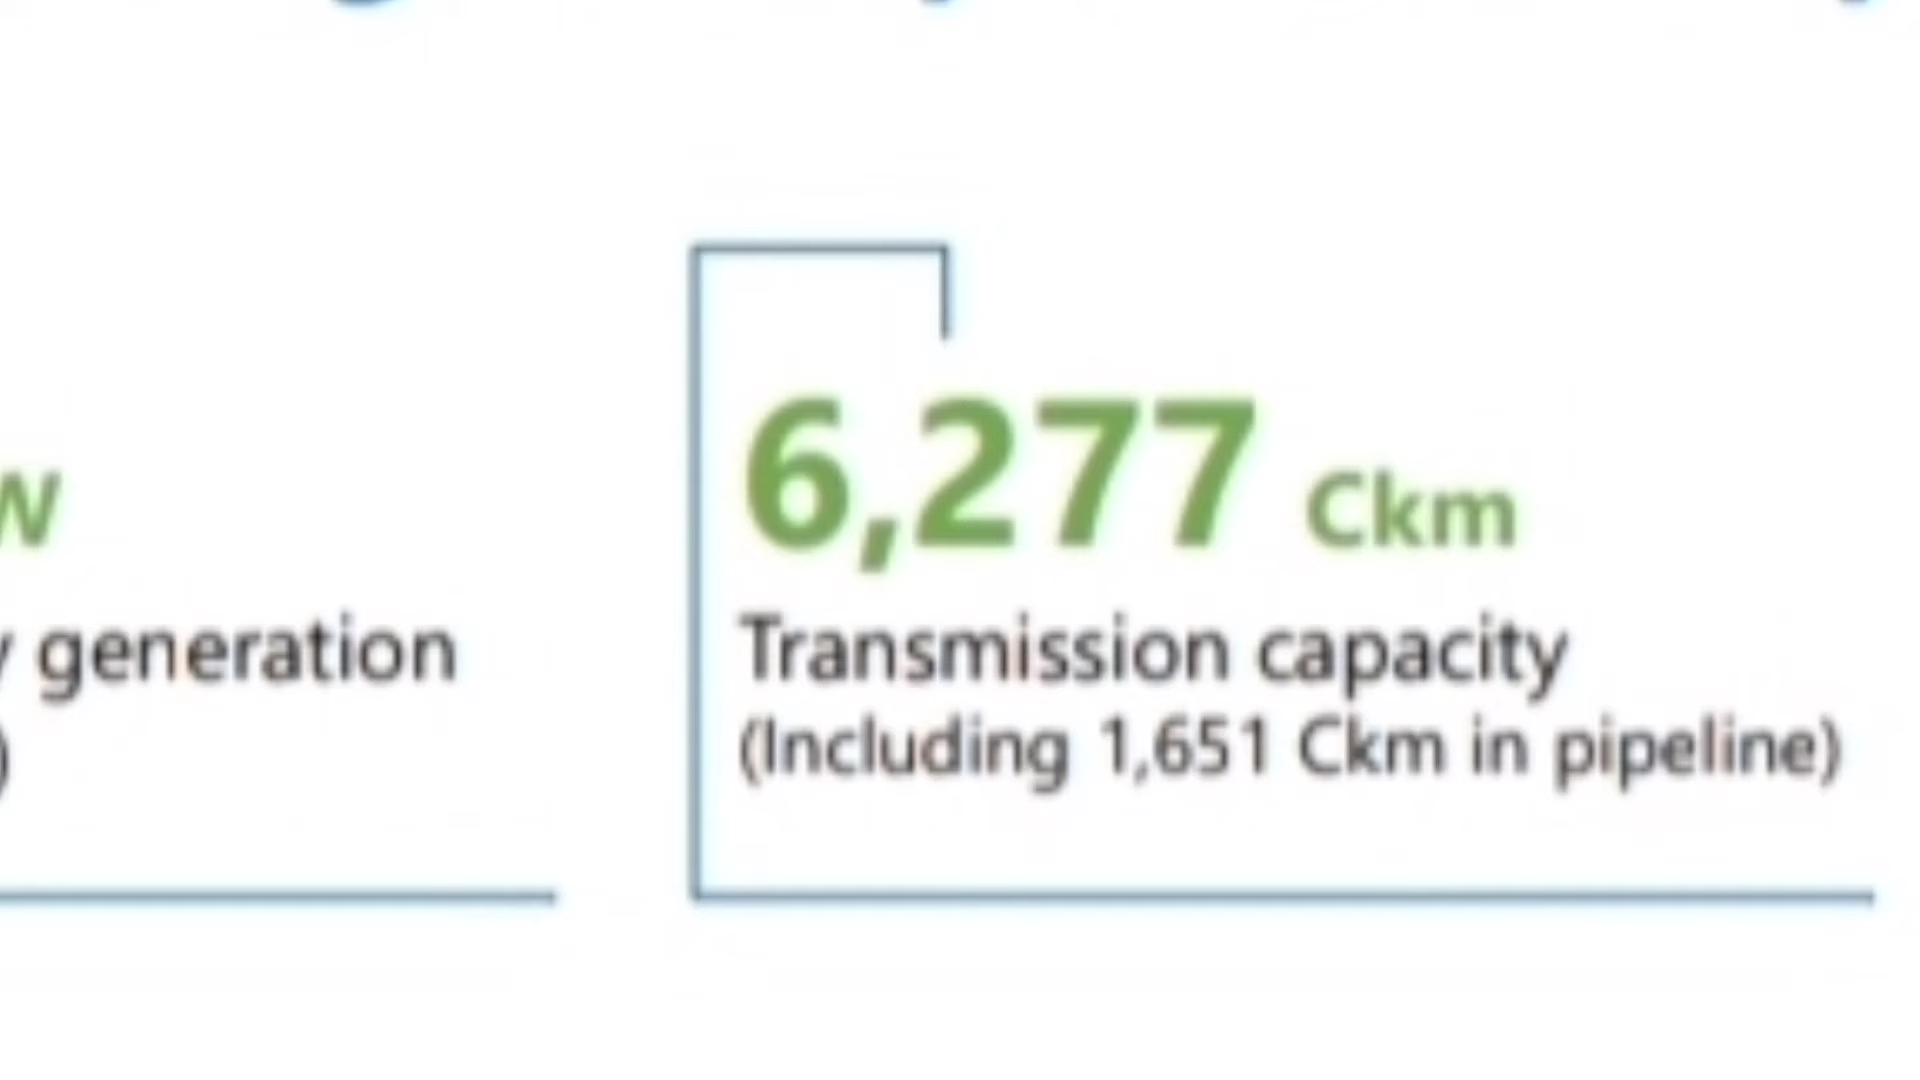 generation
6,277 Ckm
Transmission capacity
(Including 1,651 Ckm in pipeline)